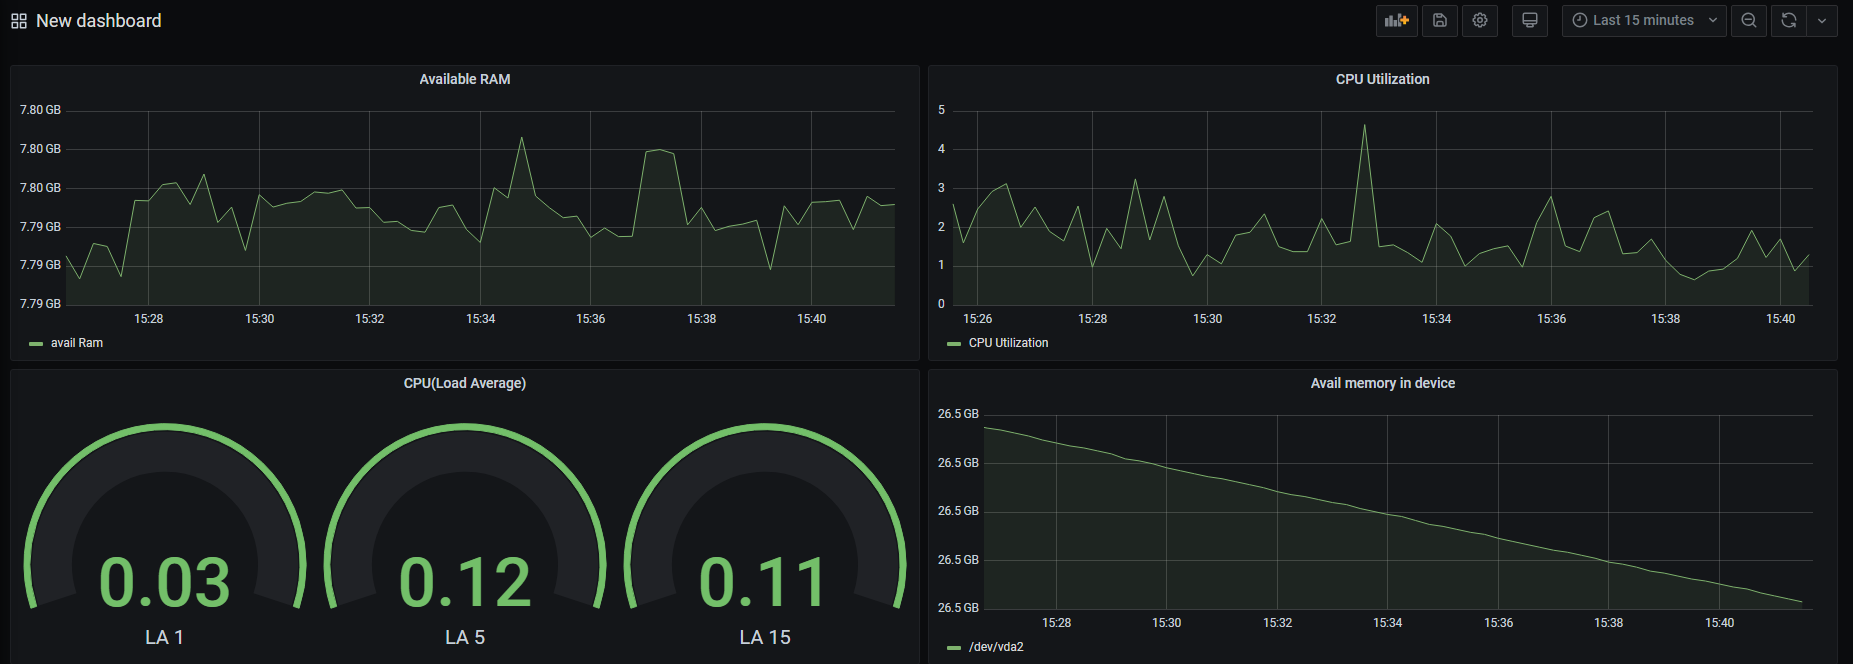 New dashboard
Last 15 minutes
Available RAM
7.80 GB
7.80 GB
7.80 GB
7.79 GB
7.79 GB
7.79 GB
15:28 15:30 15:32 15:34 15:36 15:38 15:40
avail Ram
CPU Utilization
5
4
3
2
1
0
15:26 15:28 15:30 15:32 15:34 15:36 15:38 15:40
CPU Utilization
CPU(Load Average)
0.03 0.12 0.11
LA 1 LA 5 LA 15
Avail memory in device
26.5 GB
26.5 GB
26.5 GB
26.5 GB
26.5 GB
15:28 15:30 15:32 15:34 15:36 15:38 15:40
/dev/vda2